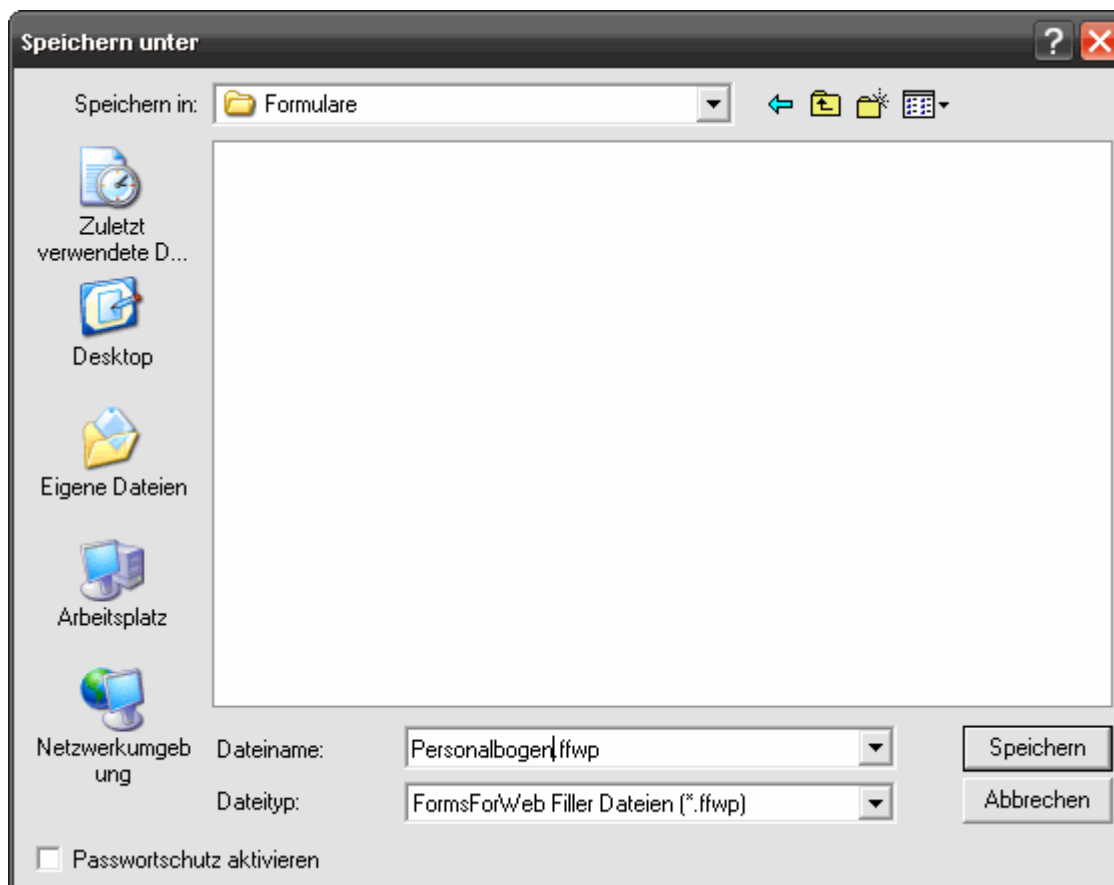 Speichern unter
Speichern in: Formulare
Zuletzt
verwendete D...
Desktop
Eigene Dateien
Arbeitsplatz
Netzwerkumgeb
ung
Dateiname: Personalbogen.ffwp
Speichern
Dateityp: FormsForWeb Filler Dateien (*.ffwp)
Abbrechen
Passwortschutz aktivieren